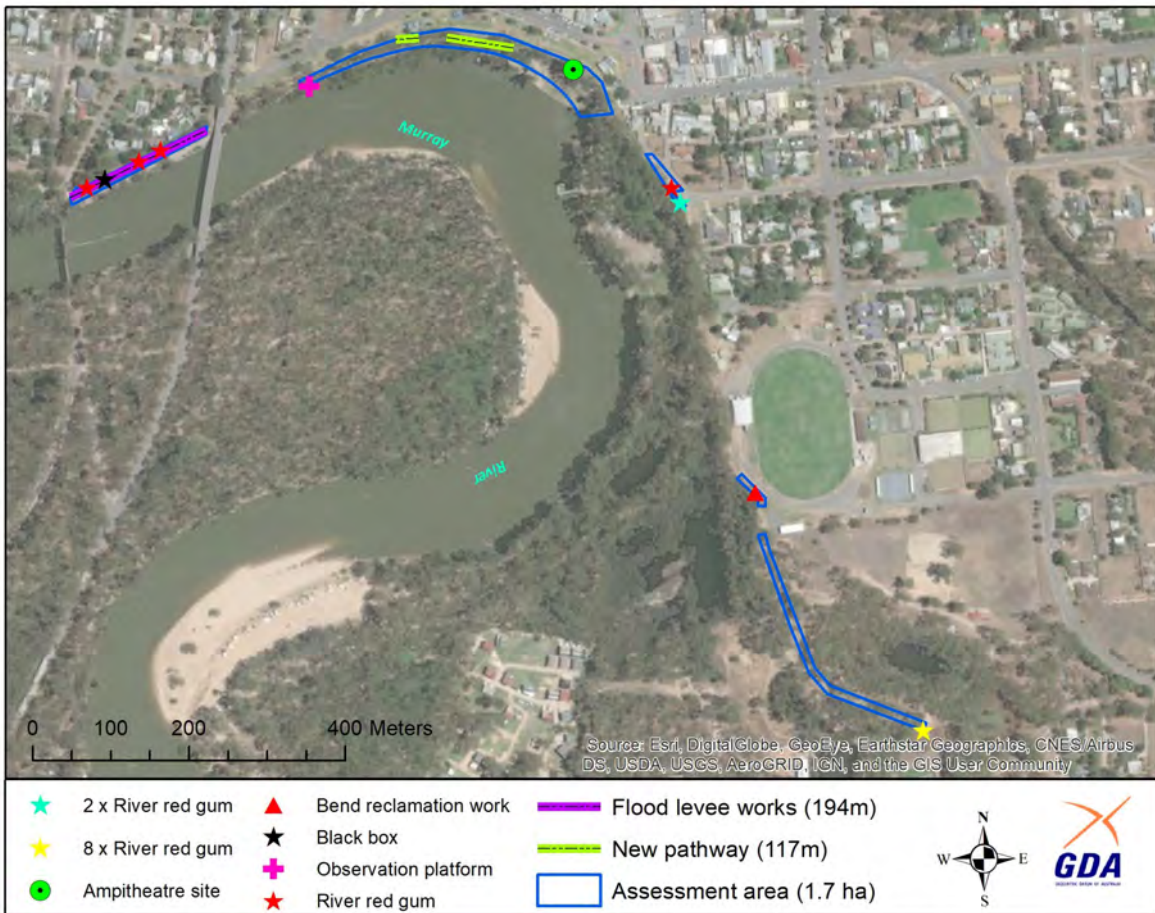 Murray
River
0 100 200 400 Meters
Source: Esri, DigitalGlobe, GeoEye, Earthstar Geographics, CNES/Airbus
DS, USDA, USGS, AeroGRID, IGN, and the GIS User Community
2 x River red gum
8 x River red gum
Ampitheatre site
Bend reclamation work
Black box
Observation platform
River red gum
Flood levee works (194m)
New pathway (117m)
Assessment area (1.7 ha)
N
W E
S
GDA